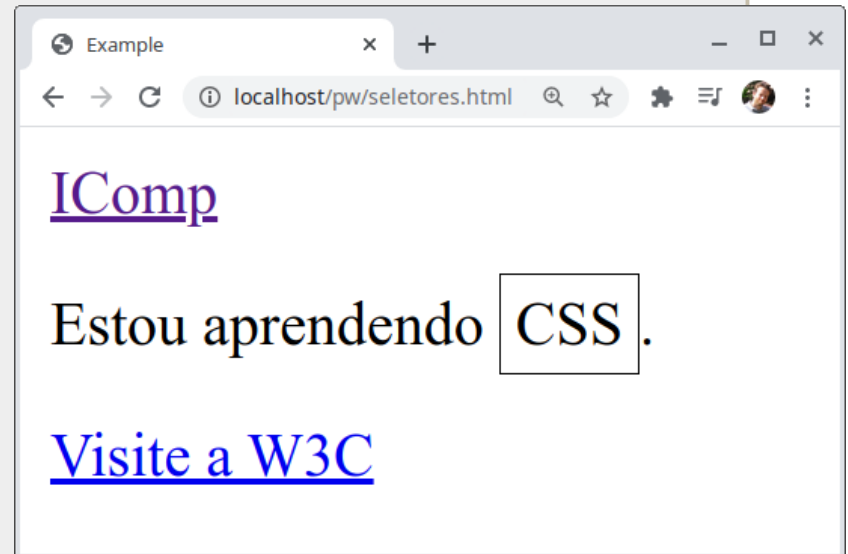 Example
localhost/pw/seletores.html
IComp
Estou aprendendo CSS.
Visite a W3C